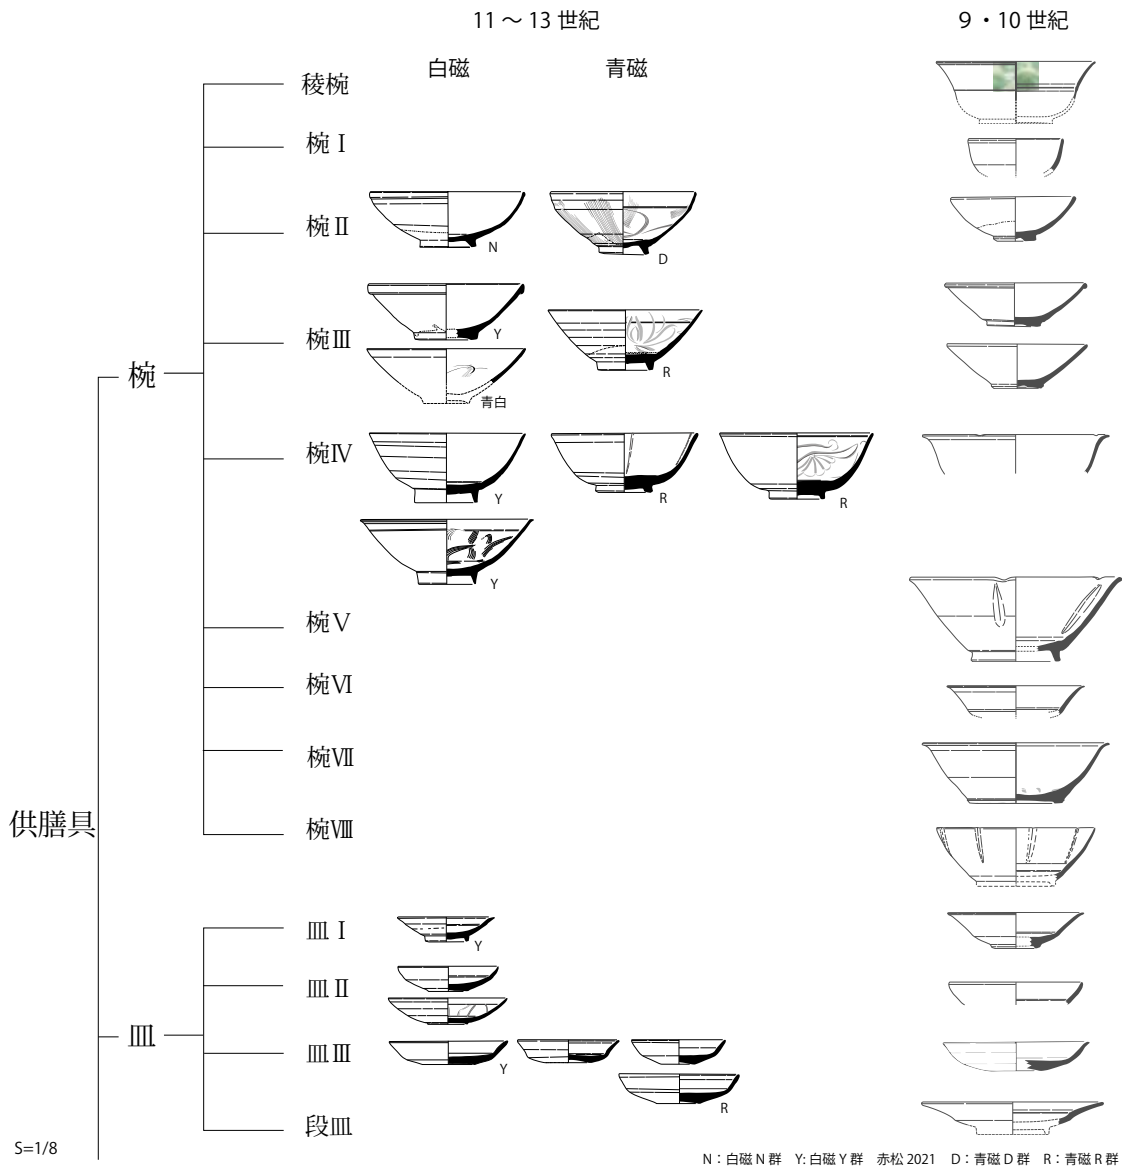 11 〜 13 世紀
9 ・ 10 世紀
白磁
青磁
稜椀
椀Ⅰ
椀Ⅱ
N
D
椀Ⅲ
Y
R
青白
椀
椀Ⅳ
Y
R
R
Y
椀Ⅴ
椀Ⅵ
椀Ⅶ
供膳具
椀Ⅷ
皿Ⅰ
Y
皿Ⅱ
皿
皿Ⅲ
Y
R
段皿
S=1/8
N：白磁 N 群 Y: 白磁 Y 群 赤松 2021 D：青磁 D 群 R：青磁 R 群